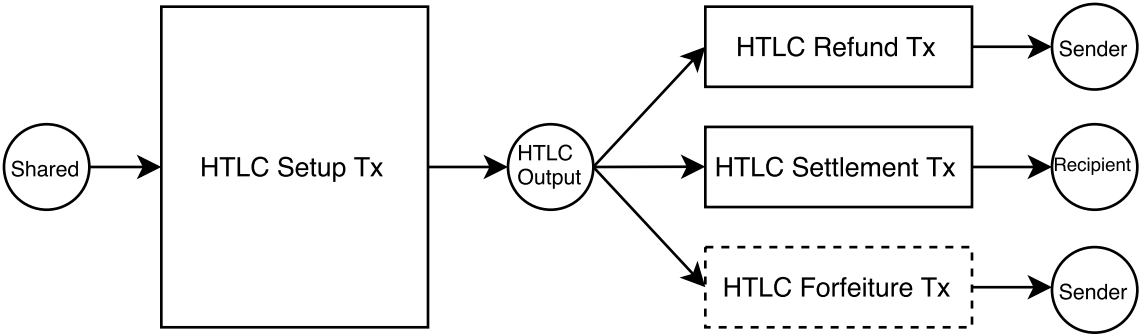 Shared
HTLC Setup Tx
HTLC
Output
HTLC Refund Tx
Sender
HTLC Settlement Tx
Recipient
HTLC Forfeiture Tx
Sender